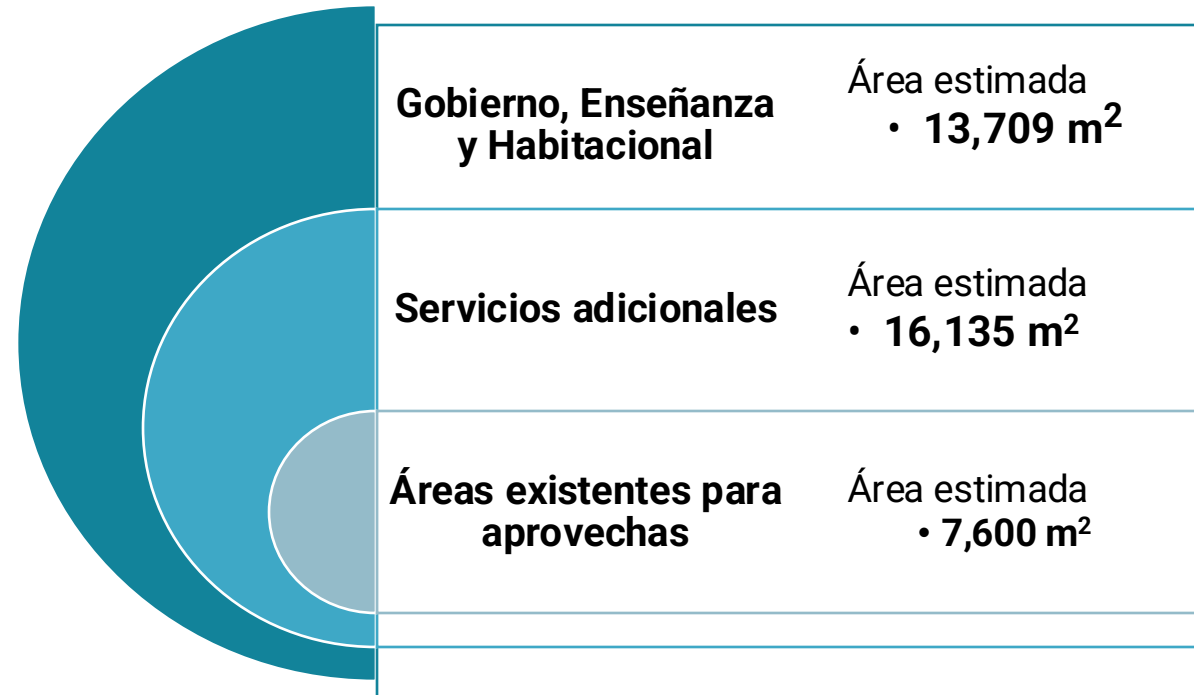 Gobierno, Enseñanza
y Habitacional
Área estimada
• 13,709 m²
Servicios adicionales
Área estimada
• 16,135 m²
Áreas existentes para
aprovechas
Área estimada
• 7,600 m²